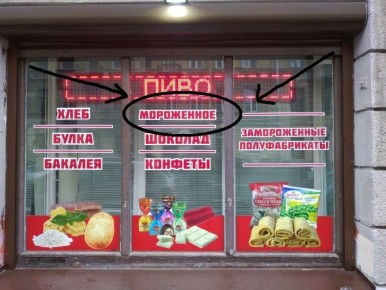 ПИВО
ХЛЕБ
БУЛКА
БАКАЛЕЯ
МОРОЖЕННОЕ
ШОКОЛАД
КОНФЕТЫ
ЗАМОРОЖЕННЫЕ
ПОЛУФАБРИКАТЫ